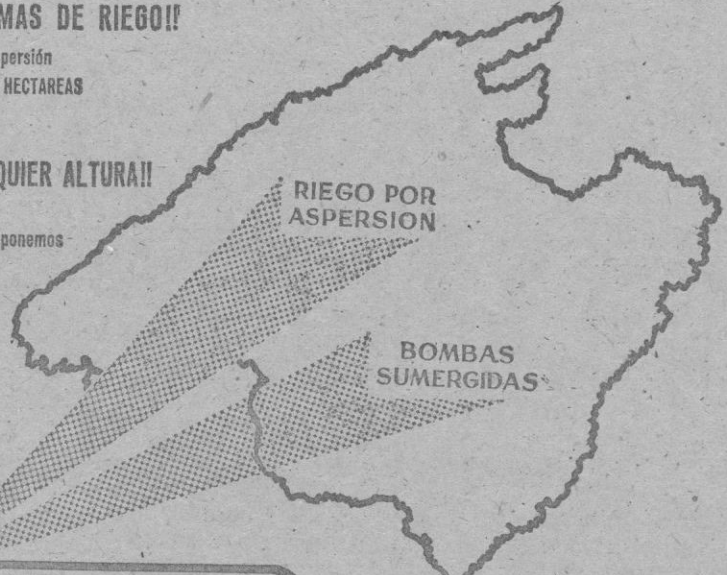 MAS DE RIEGO!!
persión
HECTAREAS
QUIER ALTURA!!
ponemos
RIEGO POR
ASPERSION
BOMBAS
SUMERGIDAS